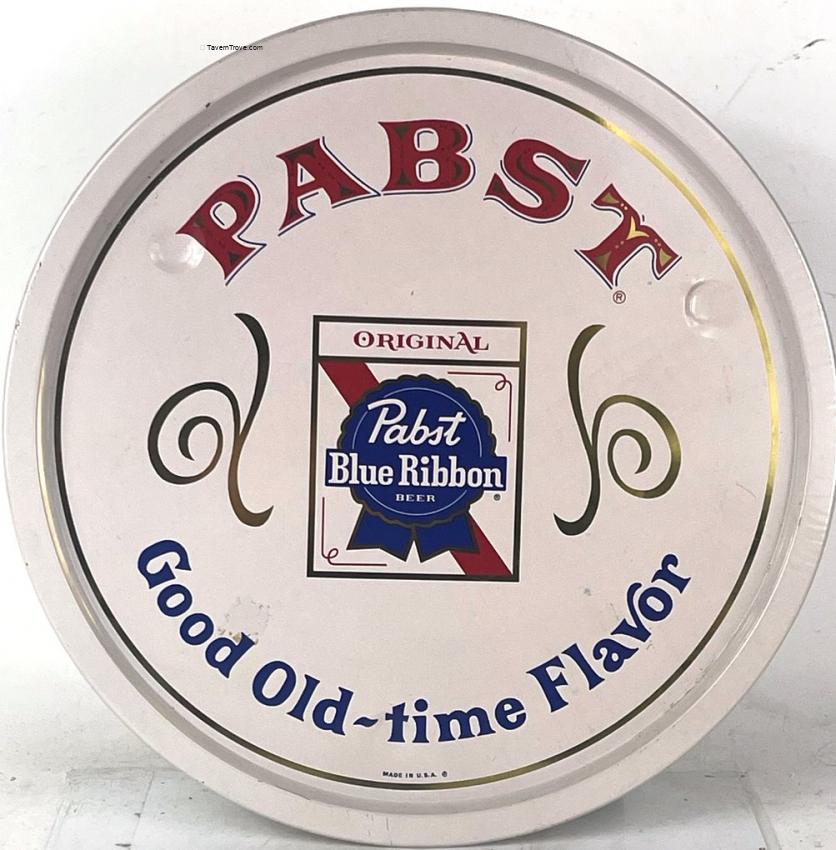 TavernTrove.com
PABST
®
ORIGINAL
Pabst
Blue Ribbon
®
BEER
Good Old-time Flavor
MADE IN U.S.A. ©